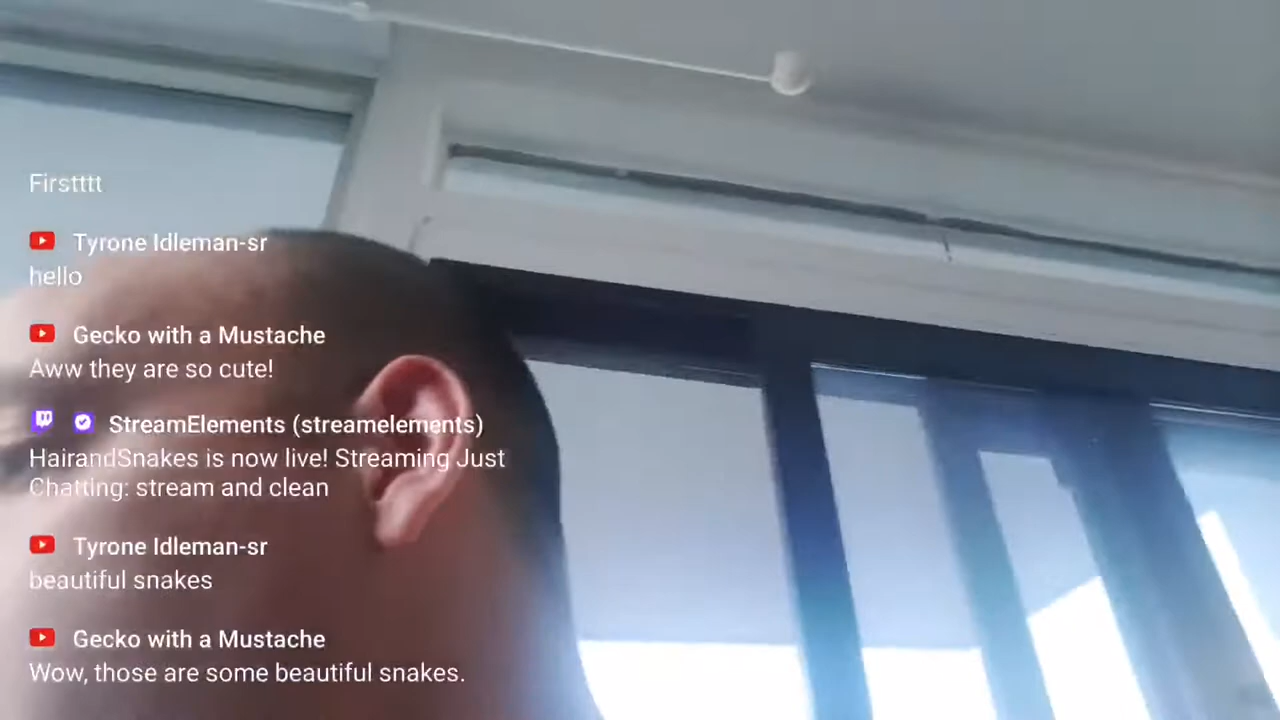 Firstttt
Tyrone Idleman-sr
hello
Gecko with a Mustache
Aww they are so cute!
StreamElements (streamelements)
HairandSnakes is now live! Streaming Just
Chatting: stream and clean
Tyrone Idleman-sr
beautiful snakes
Gecko with a Mustache
Wow, those are some beautiful snakes.